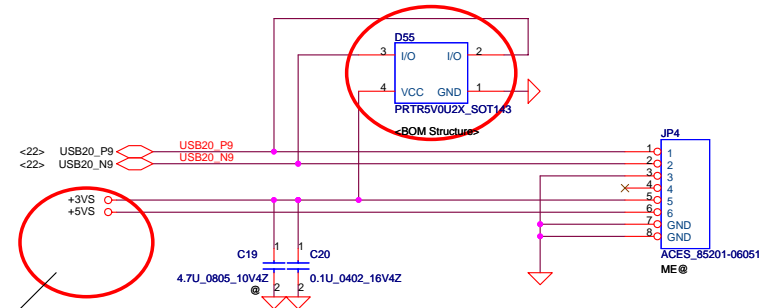 D55
3 I/O I/O 2
4 VCC GND 1
PRTR5V0U2X_SOT143
<BOM Structure>
JP4
<22> USB20_P9 USB20_P9 1 1
<22> USB20_N9 USB20_N9 2 2
3 3
4 4
+3VS 5 5
+5VS 6 6
7 GND
8 GND
C19 1 1 C20
ACES_85201-06051
4.7U_0805_10V4Z 0.1U_0402_16V4Z
ME@
@ 2 2